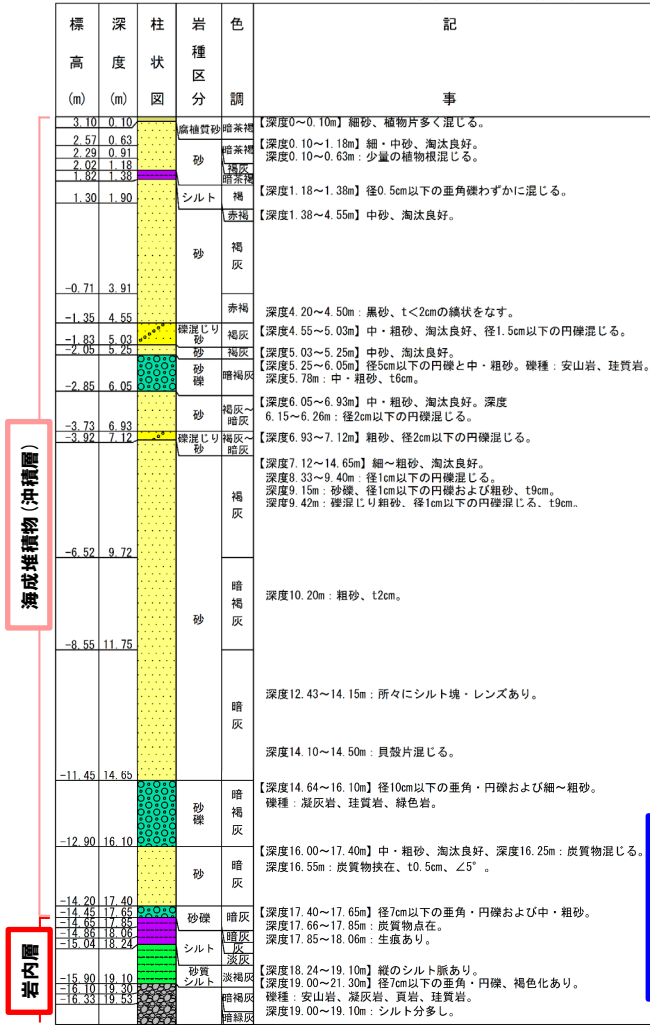 標高(m) 深度(m) 柱状図 岩種区分 色調 記事
海成堆積物(沖積層)
岩内層
3.10 0.10
2.57 0.63
2.29 0.91
2.02 1.18
1.82 1.38
1.30 1.90
-0.71 3.91
-1.35 4.55
-1.83 5.03
-2.05 5.25
-2.85 6.05
-3.73 6.93
-3.92 7.12
-6.52 9.72
-8.55 11.75
-11.45 14.65
-12.90 16.10
-14.20 17.40
-14.45 17.65
-14.65 17.85
-14.86 18.06
-15.04 18.24
-15.90 19.10
-16.10 19.30
-16.33 19.53
腐植質砂
砂
シルト
砂
礫混じり砂
砂
砂礫
砂
礫混じり砂
砂
砂礫
砂
砂礫
シルト
砂質シルト
暗茶褐
暗茶褐
褐灰
暗茶褐
褐
赤褐
褐灰
赤褐
褐灰
褐灰
暗褐灰
褐灰~暗灰
褐灰~暗灰
褐灰
暗褐灰
暗灰
暗褐灰
暗灰
暗灰
暗灰
灰
淡灰
淡褐灰
暗褐灰
暗緑灰
【深度0~0.10m】細砂、植物片多く混じる。
【深度0.10~1.18m】細・中砂、淘汰良好。
深度0.10~0.63m:少量の植物根混じる。
【深度1.18~1.38m】径0.5cm以下の亜角礫わずかに混じる。
【深度1.38~4.55m】中砂、淘汰良好。
深度4.20~4.50m:黒砂、t<2cmの縞状をなす。
【深度4.55~5.03m】中・粗砂、淘汰良好、径1.5cm以下の円礫混じる。
【深度5.03~5.25m】中砂、淘汰良好。
【深度5.25~6.05m】径5cm以下の円礫と中・粗砂。礫種:安山岩、珪質岩。
深度5.78m:中・粗砂、t6cm。
【深度6.05~6.93m】中・粗砂、淘汰良好、深度
6.15~6.26m:径2cm以下の円礫混じる。
【深度6.93~7.12m】粗砂、径2cm以下の円礫混じる。
【深度7.12~14.65m】細~粗砂、淘汰良好。
深度8.33~9.40m:径1cm以下の円礫混じる。
深度9.15m:砂礫、径1cm以下の円礫および粗砂、t9cm。
深度9.42m:礫混じり粗砂、径1cm以下の円礫混じる、t9cm。
深度10.20m:粗砂、t2cm。
深度12.43~14.15m:所々にシルト塊・レンズあり。
深度14.10~14.50m:貝殻片混じる。
【深度14.64~16.10m】径10cm以下の亜角・円礫および細~粗砂。
礫種:凝灰岩、珪質岩、緑色岩。
【深度16.00~17.40m】中・粗砂、淘汰良好、深度16.25m:炭質物混じる。
深度16.55m:炭質物挟在、t0.5cm、∠5°。
【深度17.40~17.65m】径7cm以下の亜角・円礫および中・粗砂。
深度17.66~17.85m:炭質物点在。
深度17.85~18.06m:生痕あり。
【深度18.24~19.10m】縦のシルト脈あり。
【深度19.00~21.30m】径7cm以下の亜角・円礫、褐色化あり。
礫種:安山岩、凝灰岩、頁岩、珪質岩。
深度19.00~19.10m:シルト分多し。